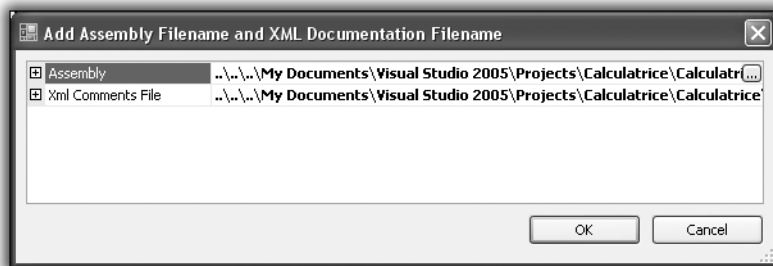 Add Assembly Filename and XML Documentation Filename
Assembly ..\..\..\My Documents\Visual Studio 2005\Projects\Calculatrice\Calculatri...
Xml Comments File ..\..\..\My Documents\Visual Studio 2005\Projects\Calculatrice\Calculatrice\
OK Cancel